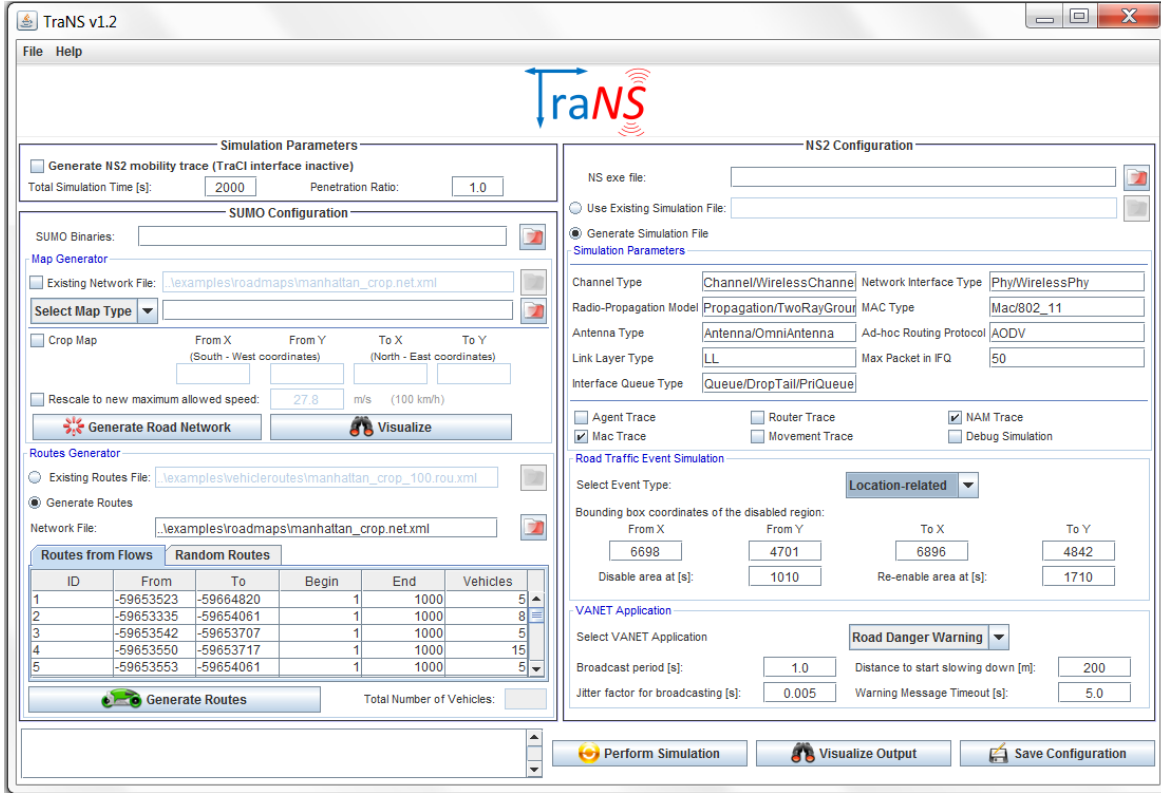 TraNS v1.2
File Help
TraNS
Simulation Parameters
Generate NS2 mobility trace (TraCI interface inactive)
Total Simulation Time [s]: 2000 Penetration Ratio: 1.0
SUMO Configuration
SUMO Binaries:
Map Generator
Existing Network File: ..\examples\roadmaps\manhattan_crop.net.xml
Select Map Type
Crop Map From X From Y To X To Y
(South - West coordinates) (North - East coordinates)
Rescale to new maximum allowed speed: 27.8 m/s (100 km/h)
Generate Road Network Visualize
Routes Generator
Existing Routes File: ..\examples\vehicleroutes\manhattan_crop_100.rou.xml
Generate Routes
Network File: ..\examples\roadmaps\manhattan_crop.net.xml
Routes from Flows Random Routes
ID From To Begin End Vehicles
1 -59653523 -59664820 1 1000 5
2 -59653335 -59654061 1 1000 8
3 -59653542 -59653707 1 1000 5
4 -59653550 -59653717 1 1000 15
5 -59653553 -59654061 1 1000 5
Generate Routes Total Number of Vehicles:
NS2 Configuration
NS exe file:
Use Existing Simulation File:
Generate Simulation File
Simulation Parameters
Channel Type Channel/WirelessChanne Network Interface Type Phy/WirelessPhy
Radio-Propagation Model Propagation/TwoRayGrour MAC Type Mac/802_11
Antenna Type Antenna/OmniAntenna Ad-hoc Routing Protocol AODV
Link Layer Type LL Max Packet in IFQ 50
Interface Queue Type Queue/DropTail/PriQueue
Agent Trace Router Trace NAM Trace
Mac Trace Movement Trace Debug Simulation
Road Traffic Event Simulation
Select Event Type: Location-related
Bounding box coordinates of the disabled region:
From X From Y To X To Y
6698 4701 6896 4842
Disable area at [s]: 1010 Re-enable area at [s]: 1710
VANET Application
Select VANET Application Road Danger Warning
Broadcast period [s]: 1.0 Distance to start slowing down [m]: 200
Jitter factor for broadcasting [s]: 0.005 Warning Message Timeout [s]: 5.0
Perform Simulation Visualize Output Save Configuration